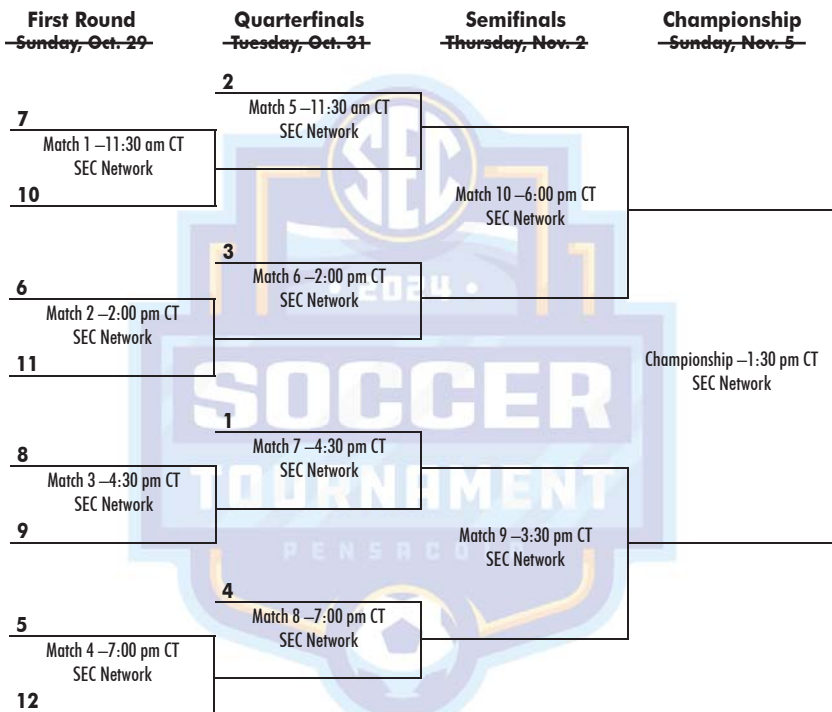 First Round Quarterfinals Semifinals Championship
Sunday, Oct. 29 Tuesday, Oct. 31 Thursday, Nov. 2 Sunday, Nov. 5
2
Match 5 –11:30 am CT
SEC Network
7
Match 1 –11:30 am CT
SEC Network
10
Match 10 –6:00 pm CT
SEC Network
3
Match 6 –2:00 pm CT
SEC Network
6
Match 2 –2:00 pm CT
SEC Network
11
Championship –1:30 pm CT
SEC Network
1
Match 7 –4:30 pm CT
SEC Network
8
Match 3 –4:30 pm CT
SEC Network
9
Match 9 –3:30 pm CT
SEC Network
4
Match 8 –7:00 pm CT
SEC Network
5
Match 4 –7:00 pm CT
SEC Network
12
SEC
2024
SOCCER
TOURNAMENT
PENSACOLA